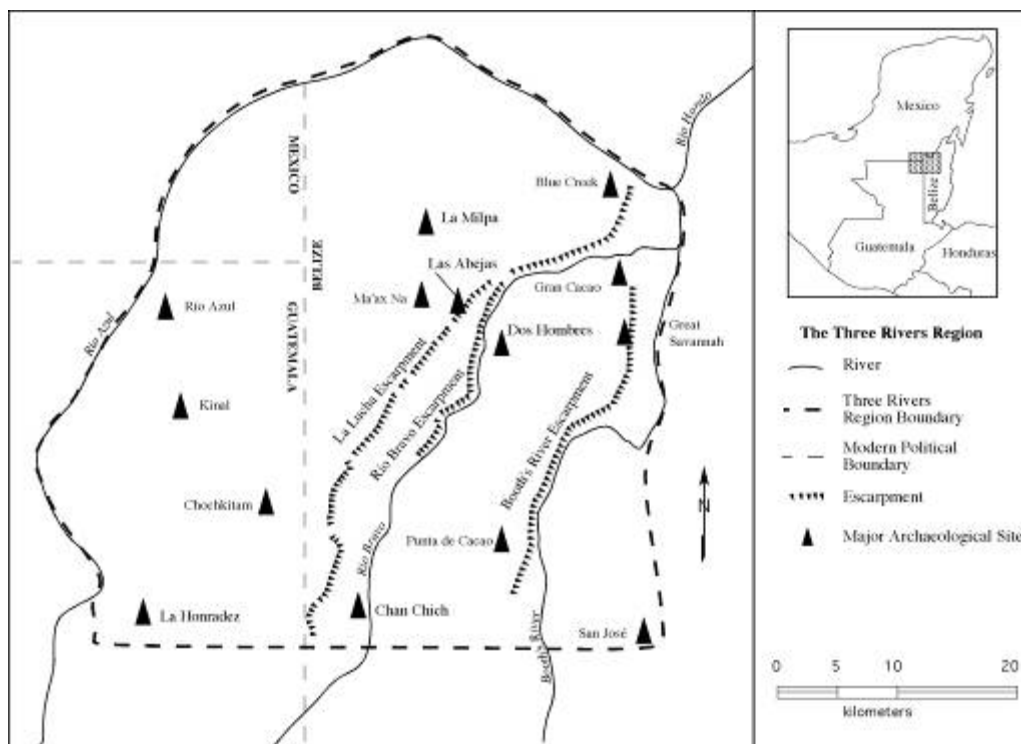 Rio Hondo
MEXICO
BELIZE
GUATEMALA
Blue Creek
La Milpa
Las Abejas
Ma'ax Na
Gran Cacao
Rio Azul
Rio Azul
Dos Hombres
Great
Savannah
La Lucha Escarpment
Rio Bravo Escarpment
Booth's River Escarpment
Kinal
Chochkitam
Rio Bravo
Punta de Cacao
La Honradez
Chan Chich
San José
Booth's River
N
Mexico
Belize
Guatemala
Honduras
The Three Rivers Region
River
Three Rivers
Region Boundary
Modern Political
Boundary
Escarpment
Major Archaeological Site
0 5 10 20
kilometers